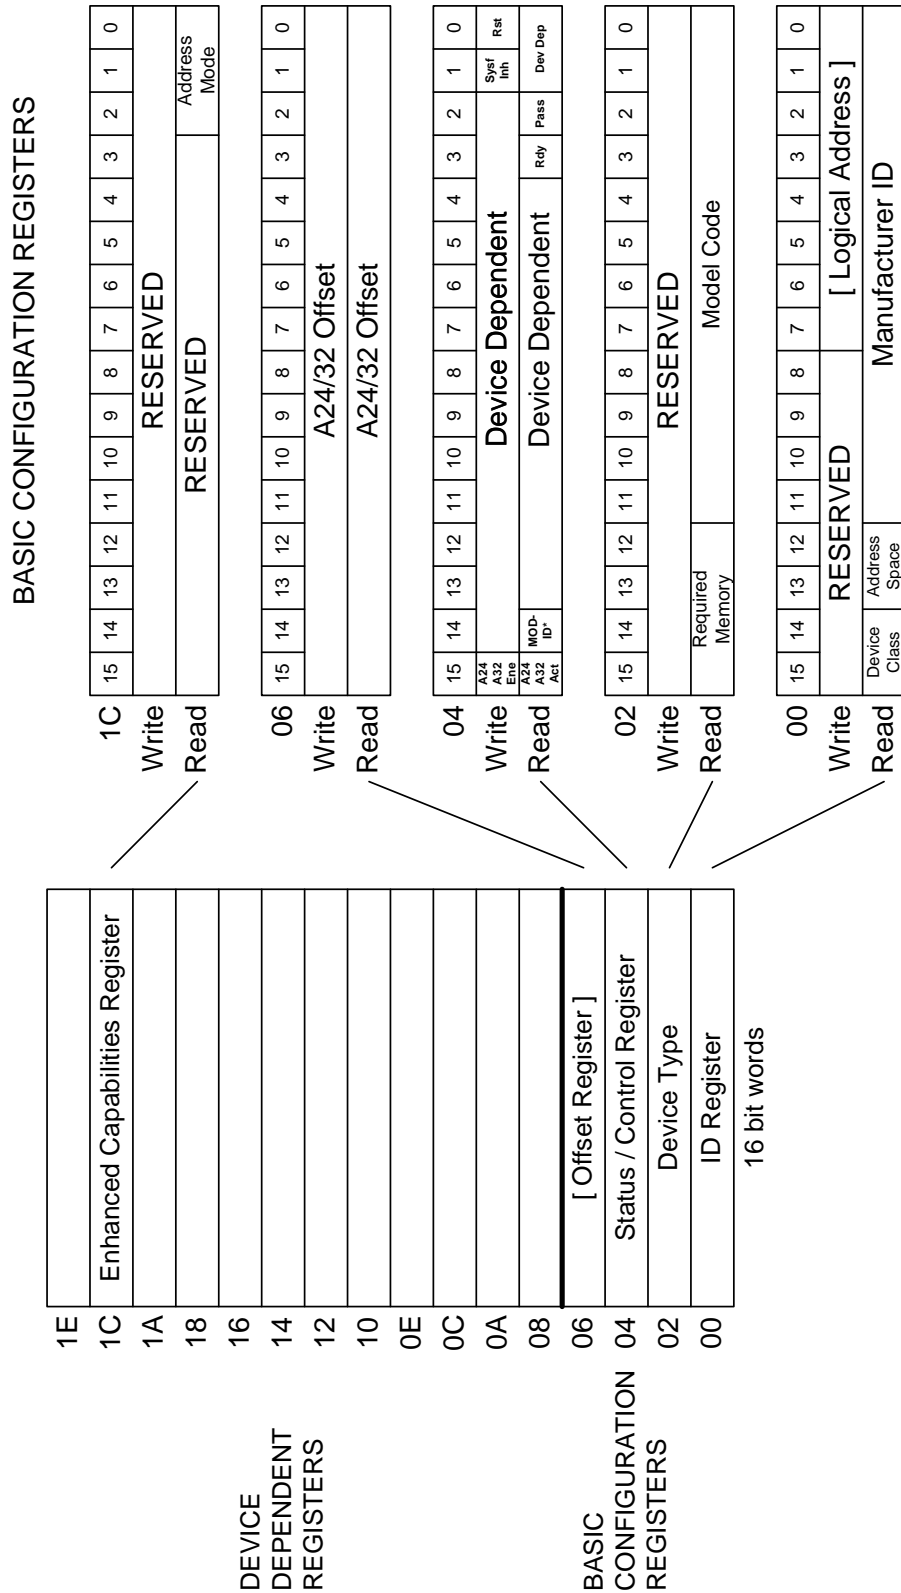 BASIC CONFIGURATION REGISTERS
1E
1C Enhanced Capabilities Register
1A
18
16
14
12
10
0E
0C
0A
08
06 [ Offset Register ]
04 Status / Control Register
02 Device Type
00 ID Register
16 bit words
DEVICE
DEPENDENT
REGISTERS
BASIC
CONFIGURATION
REGISTERS
1C 15 14 13 12 11 10 9 8 7 6 5 4 3 2 1 0
Write RESERVED
Read RESERVED Address Mode
06 15 14 13 12 11 10 9 8 7 6 5 4 3 2 1 0
Write A24/32 Offset
Read A24/32 Offset
04 15 14 13 12 11 10 9 8 7 6 5 4 3 2 1 0
Write A24 A32 Ene Device Dependent Sysf Inh Rst
Read A24 A32 Act MOD-ID* Device Dependent Rdy Pass Dev Dep
02 15 14 13 12 11 10 9 8 7 6 5 4 3 2 1 0
Write RESERVED
Read Required Memory Model Code
00 15 14 13 12 11 10 9 8 7 6 5 4 3 2 1 0
Write RESERVED [ Logical Address ]
Read Device Class Address Space Manufacturer ID